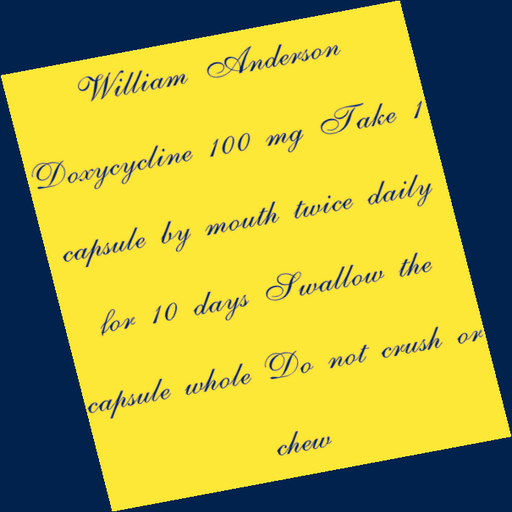 William Anderson
Doxycycline 100 mg Take 1
capsule by mouth twice daily
for 10 days Swallow the
capsule whole Do not crush or
chew